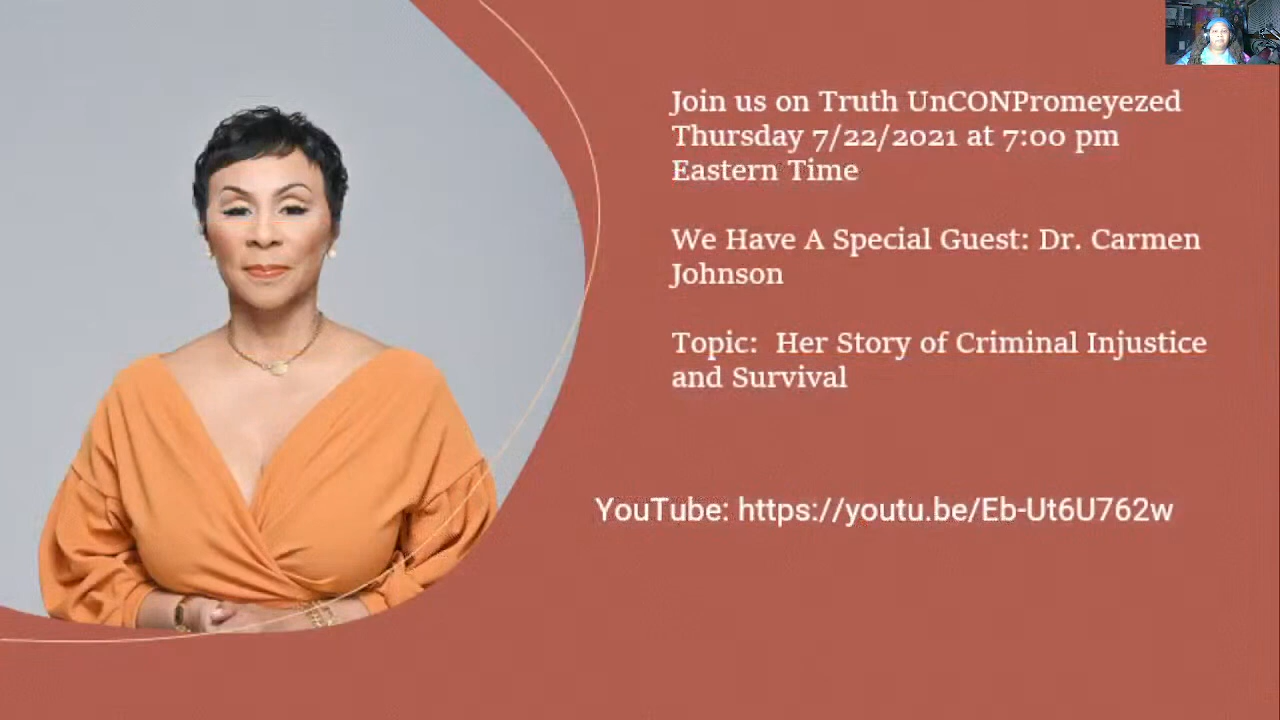 Join us on Truth UnCONPromeyezed
Thursday 7/22/2021 at 7:00 pm
Eastern Time
We Have A Special Guest: Dr. Carmen
Johnson
Topic:  Her Story of Criminal Injustice
and Survival
YouTube: https://youtu.be/Eb-Ut6U762w